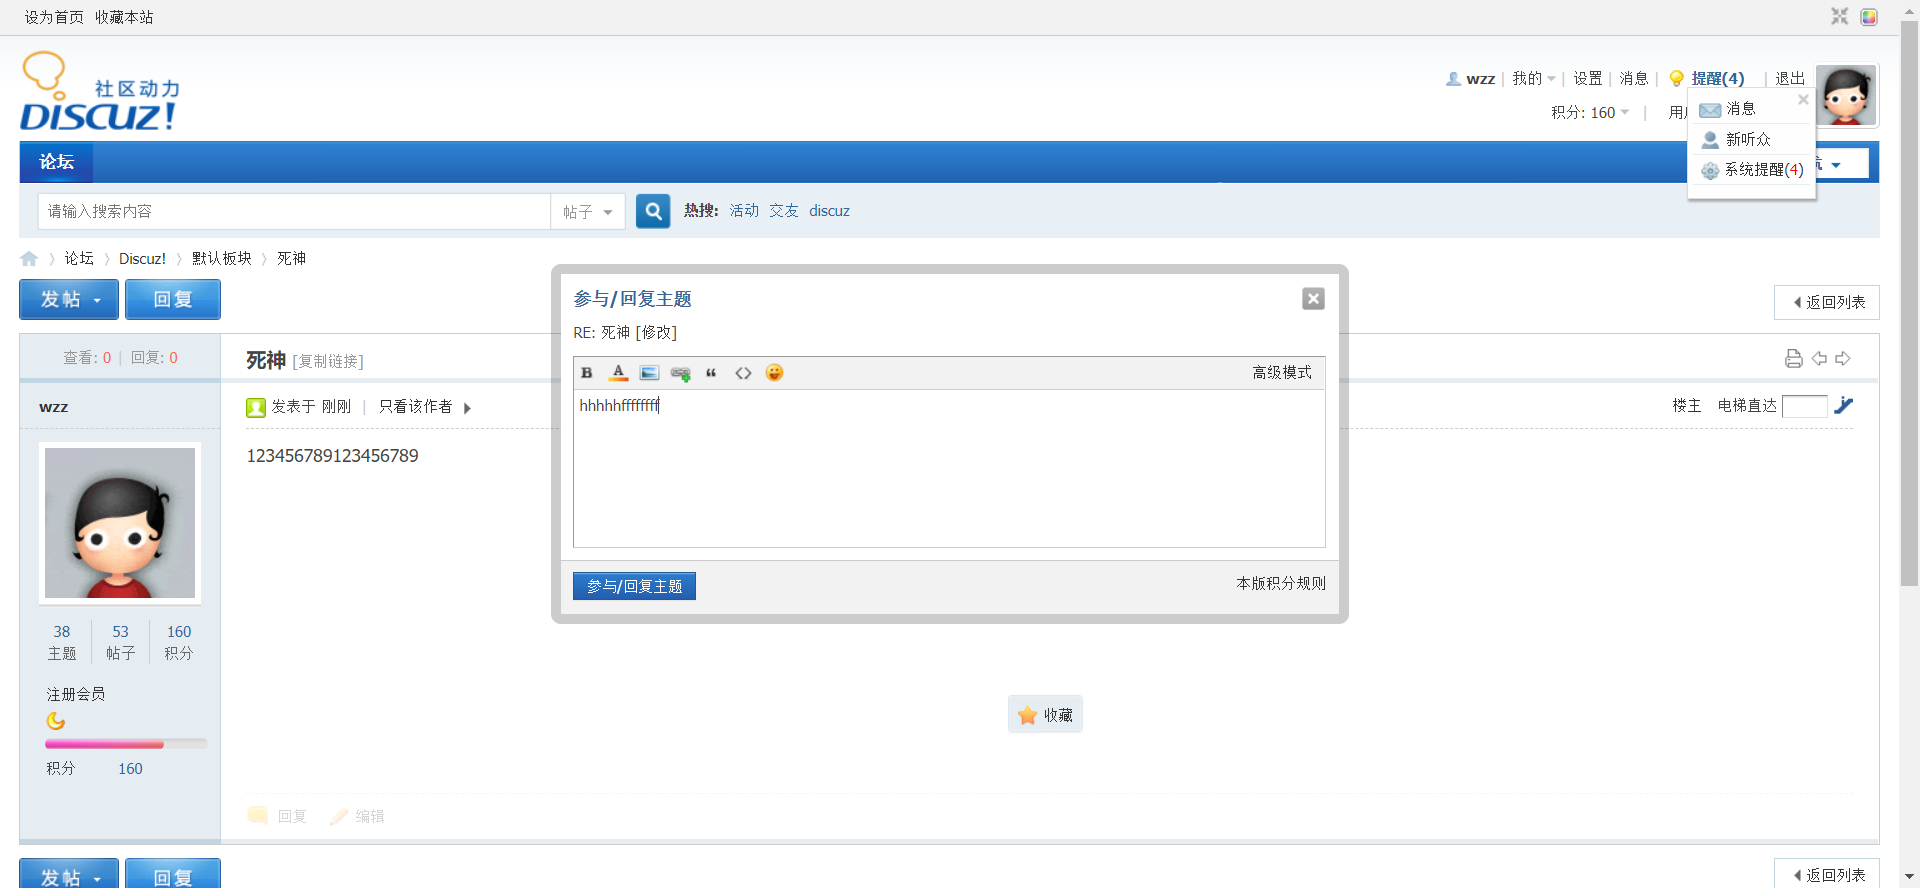 设为首页 收藏本站
社区动力
DISCUZ!
wzz 我的 设置 消息 提醒(4) 退出
积分: 160
消息
新听众
系统提醒(4)
论坛
请输入搜索内容 帖子 热搜: 活动 交友 discuz
论坛 Discuz! 默认板块 死神
发帖 回复 返回列表
查看: 0 回复: 0
死神 [复制链接]
wzz
发表于 刚刚 只看该作者
楼主 电梯直达
123456789123456789
参与/回复主题
RE: 死神 [修改]
B A 高级模式
hhhhhffffffff
参与/回复主题 本版积分规则
38 53 160
主题 帖子 积分
注册会员
积分 160
收藏
回复 编辑
发帖 回复 返回列表